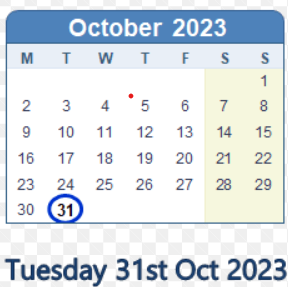 October 2023
M T W T F S S
1
2 3 4 5 6 7 8
9 10 11 12 13 14 15
16 17 18 19 20 21 22
23 24 25 26 27 28 29
30 31
Tuesday 31st Oct 2023